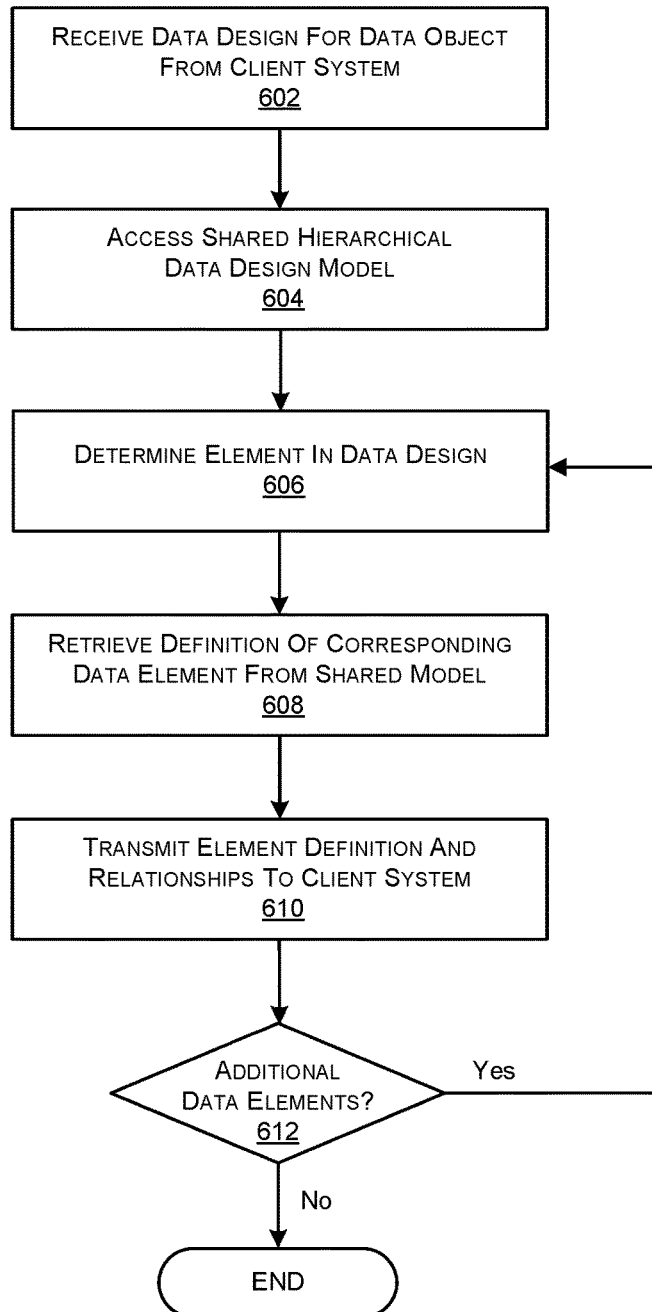 RECEIVE DATA DESIGN FOR DATA OBJECT
FROM CLIENT SYSTEM
602
ACCESS SHARED HIERARCHICAL
DATA DESIGN MODEL
604
DETERMINE ELEMENT IN DATA DESIGN
606
RETRIEVE DEFINITION OF CORRESPONDING
DATA ELEMENT FROM SHARED MODEL
608
TRANSMIT ELEMENT DEFINITION AND
RELATIONSHIPS TO CLIENT SYSTEM
610
ADDITIONAL
DATA ELEMENTS?
612
Yes
No
END